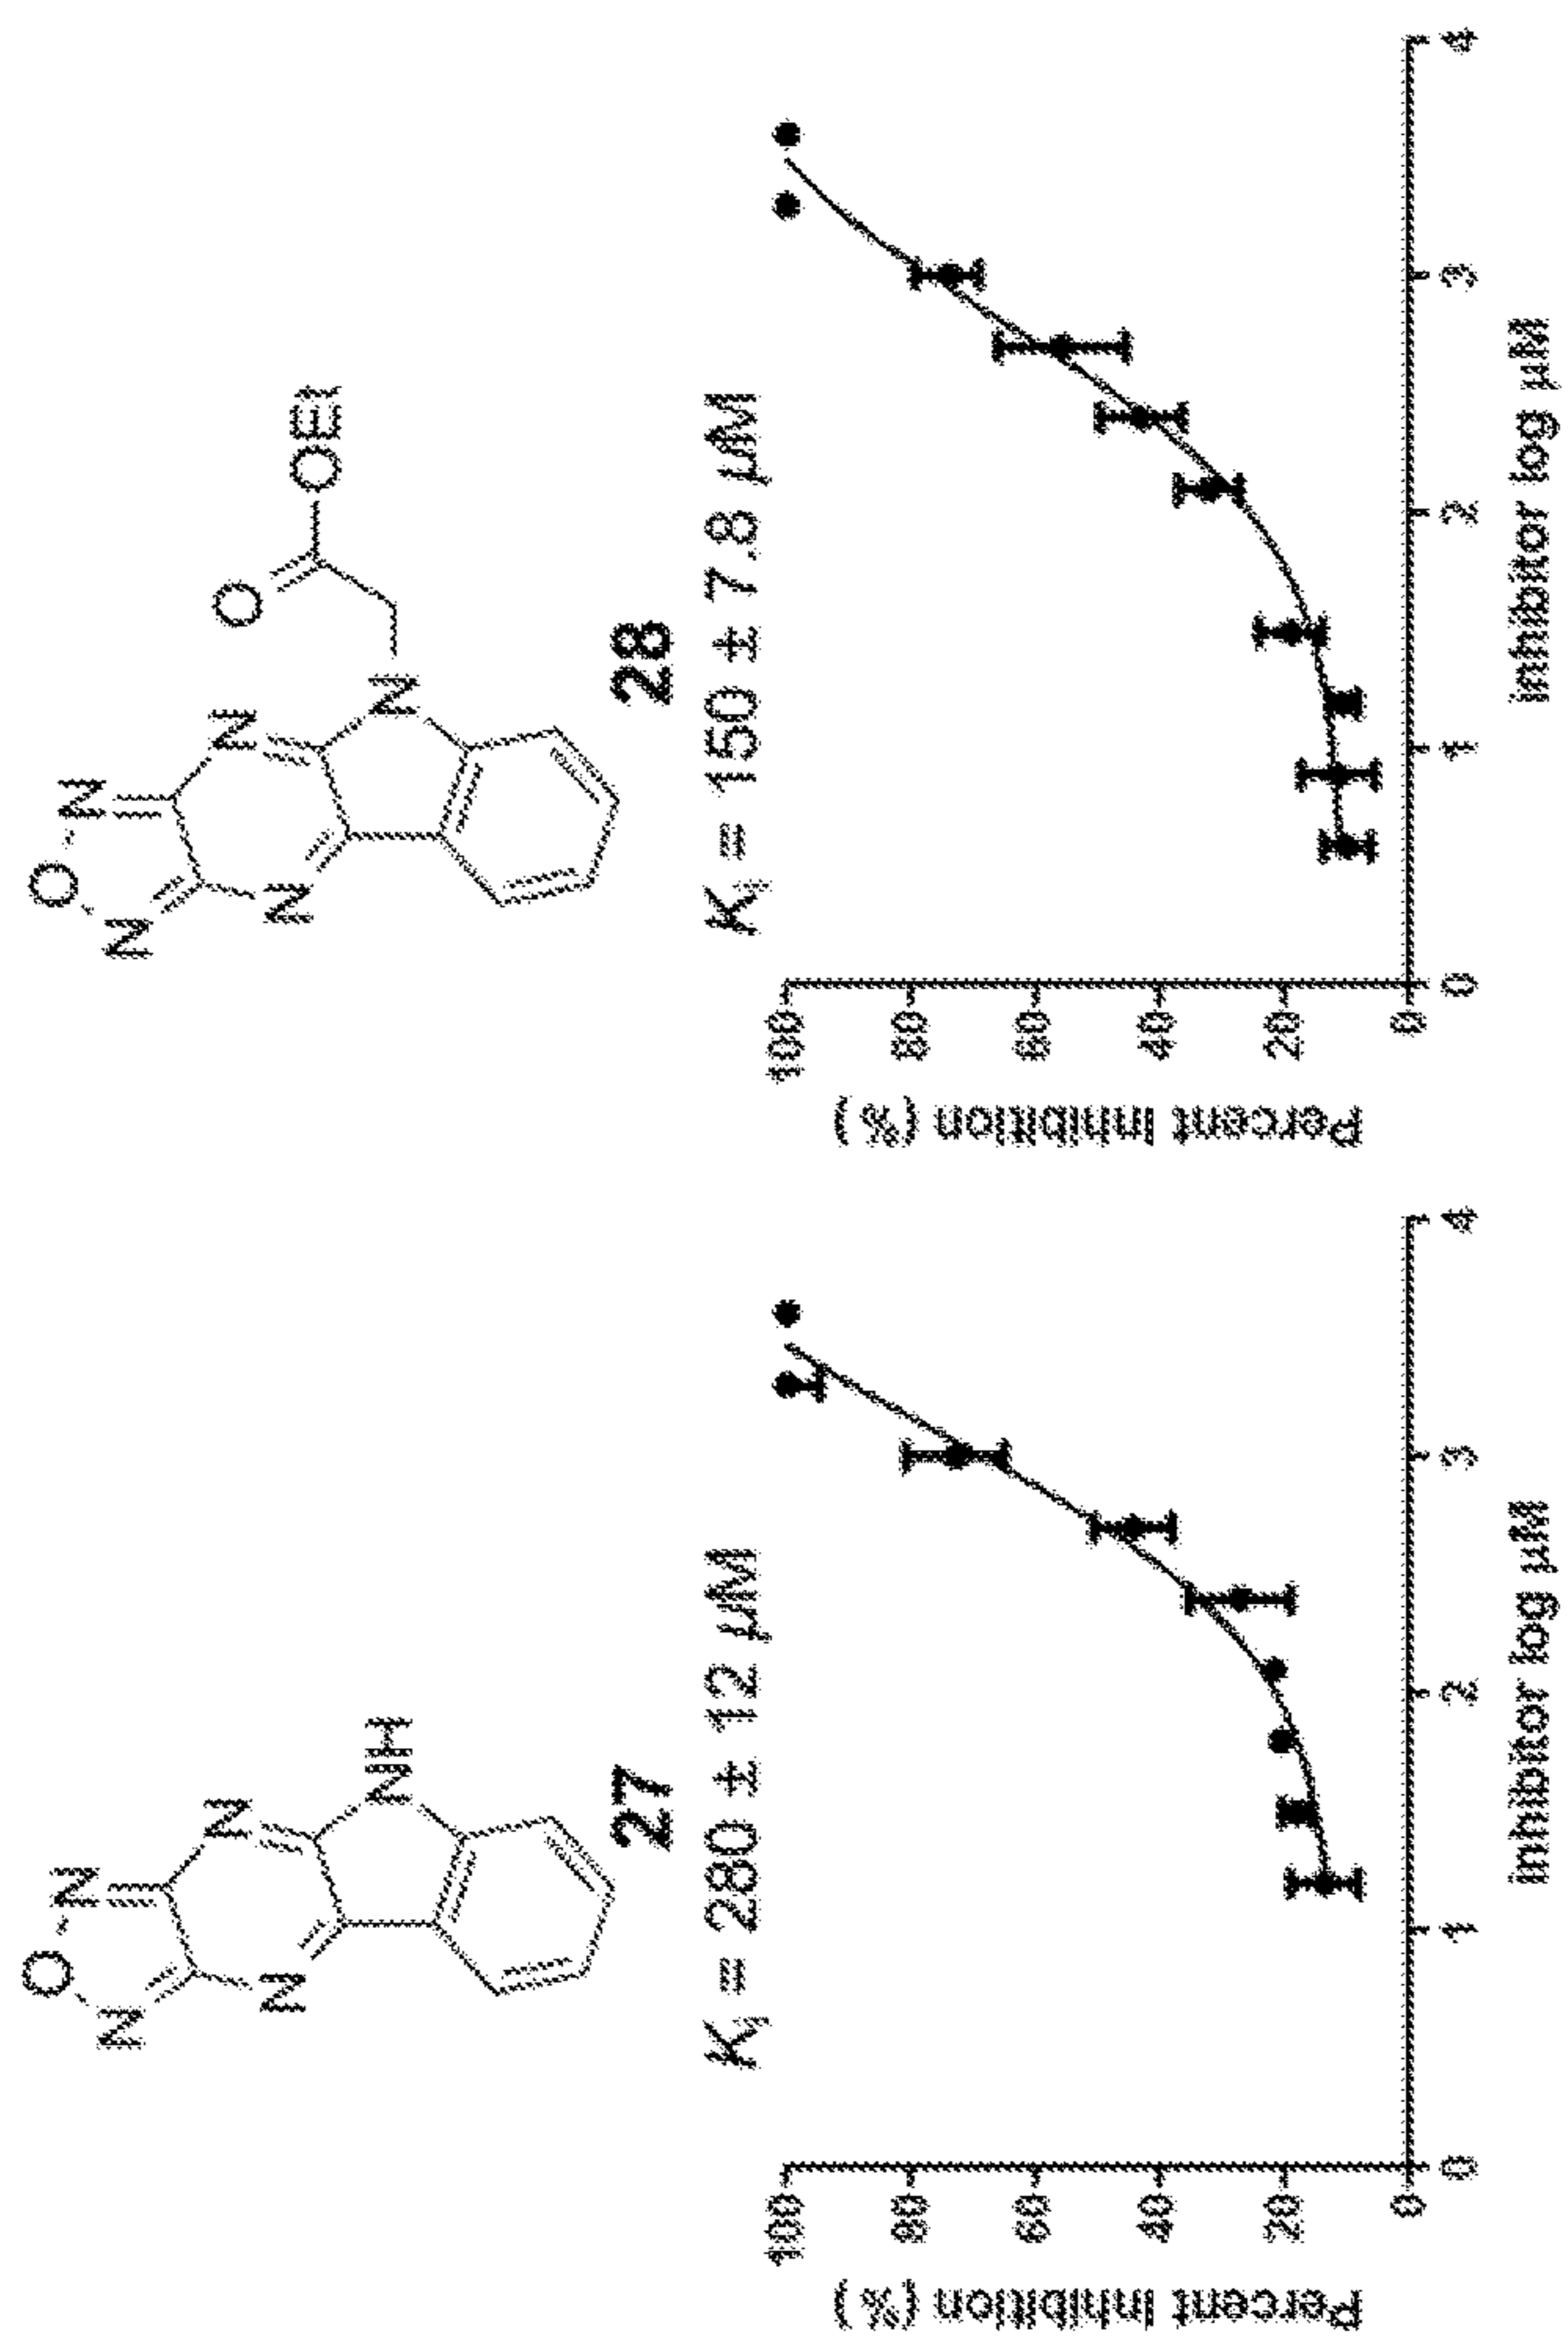 O
N
N
N
N
NH
27
Ki = 280 ± 12 µM
Percent inhibition (%)
100
80
60
40
20
0
0
1
2
3
4
inhibitor log µM
O
N
N
N
N
N
O
OEt
28
Ki = 150 ± 7.8 µM
Percent inhibition (%)
100
80
60
40
20
0
0
1
2
3
4
inhibitor log µM